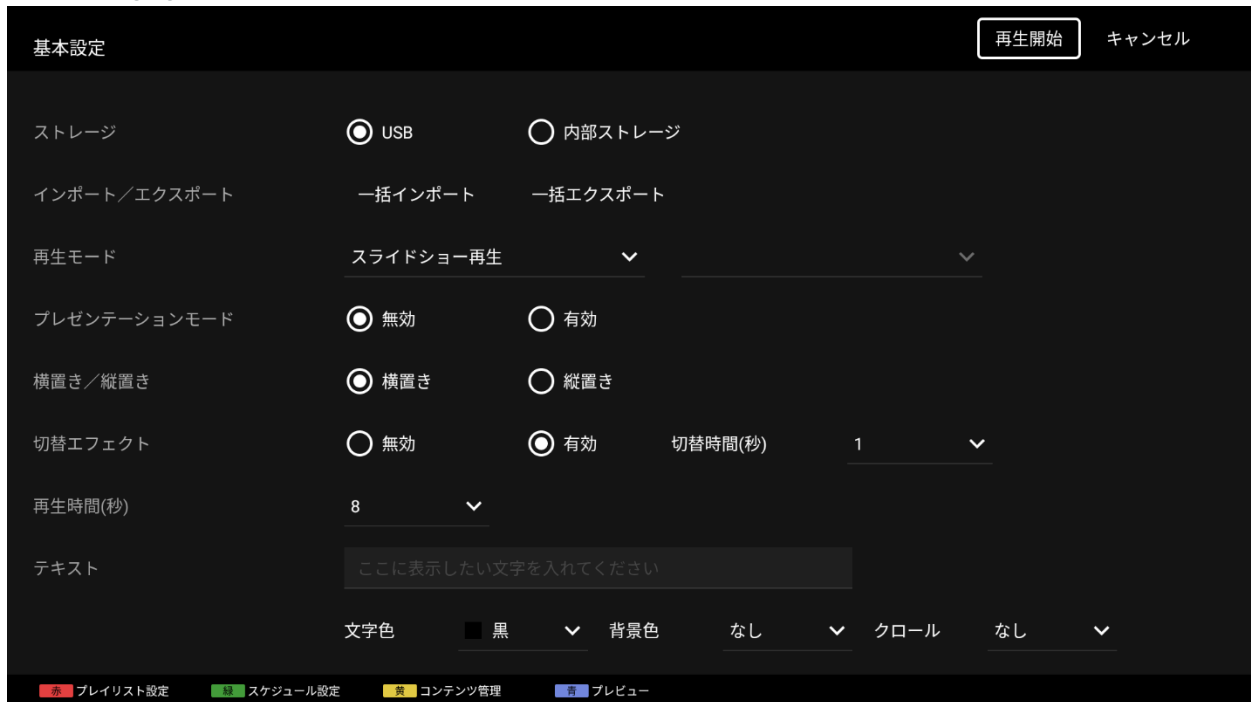 基本設定 再生開始 キャンセル
ストレージ USB 内部ストレージ
インポート／エクスポート 一括インポート 一括エクスポート
再生モード スライドショー再生
プレゼンテーションモード 無効 有効
横置き／縦置き 横置き 縦置き
切替エフェクト 無効 有効 切替時間(秒) 1
再生時間(秒) 8
テキスト ここに表示したい文字を入れてください
文字色 黒 背景色 なし クロール なし
赤 プレイリスト設定 緑 スケジュール設定 黄 コンテンツ管理 青 プレビュー